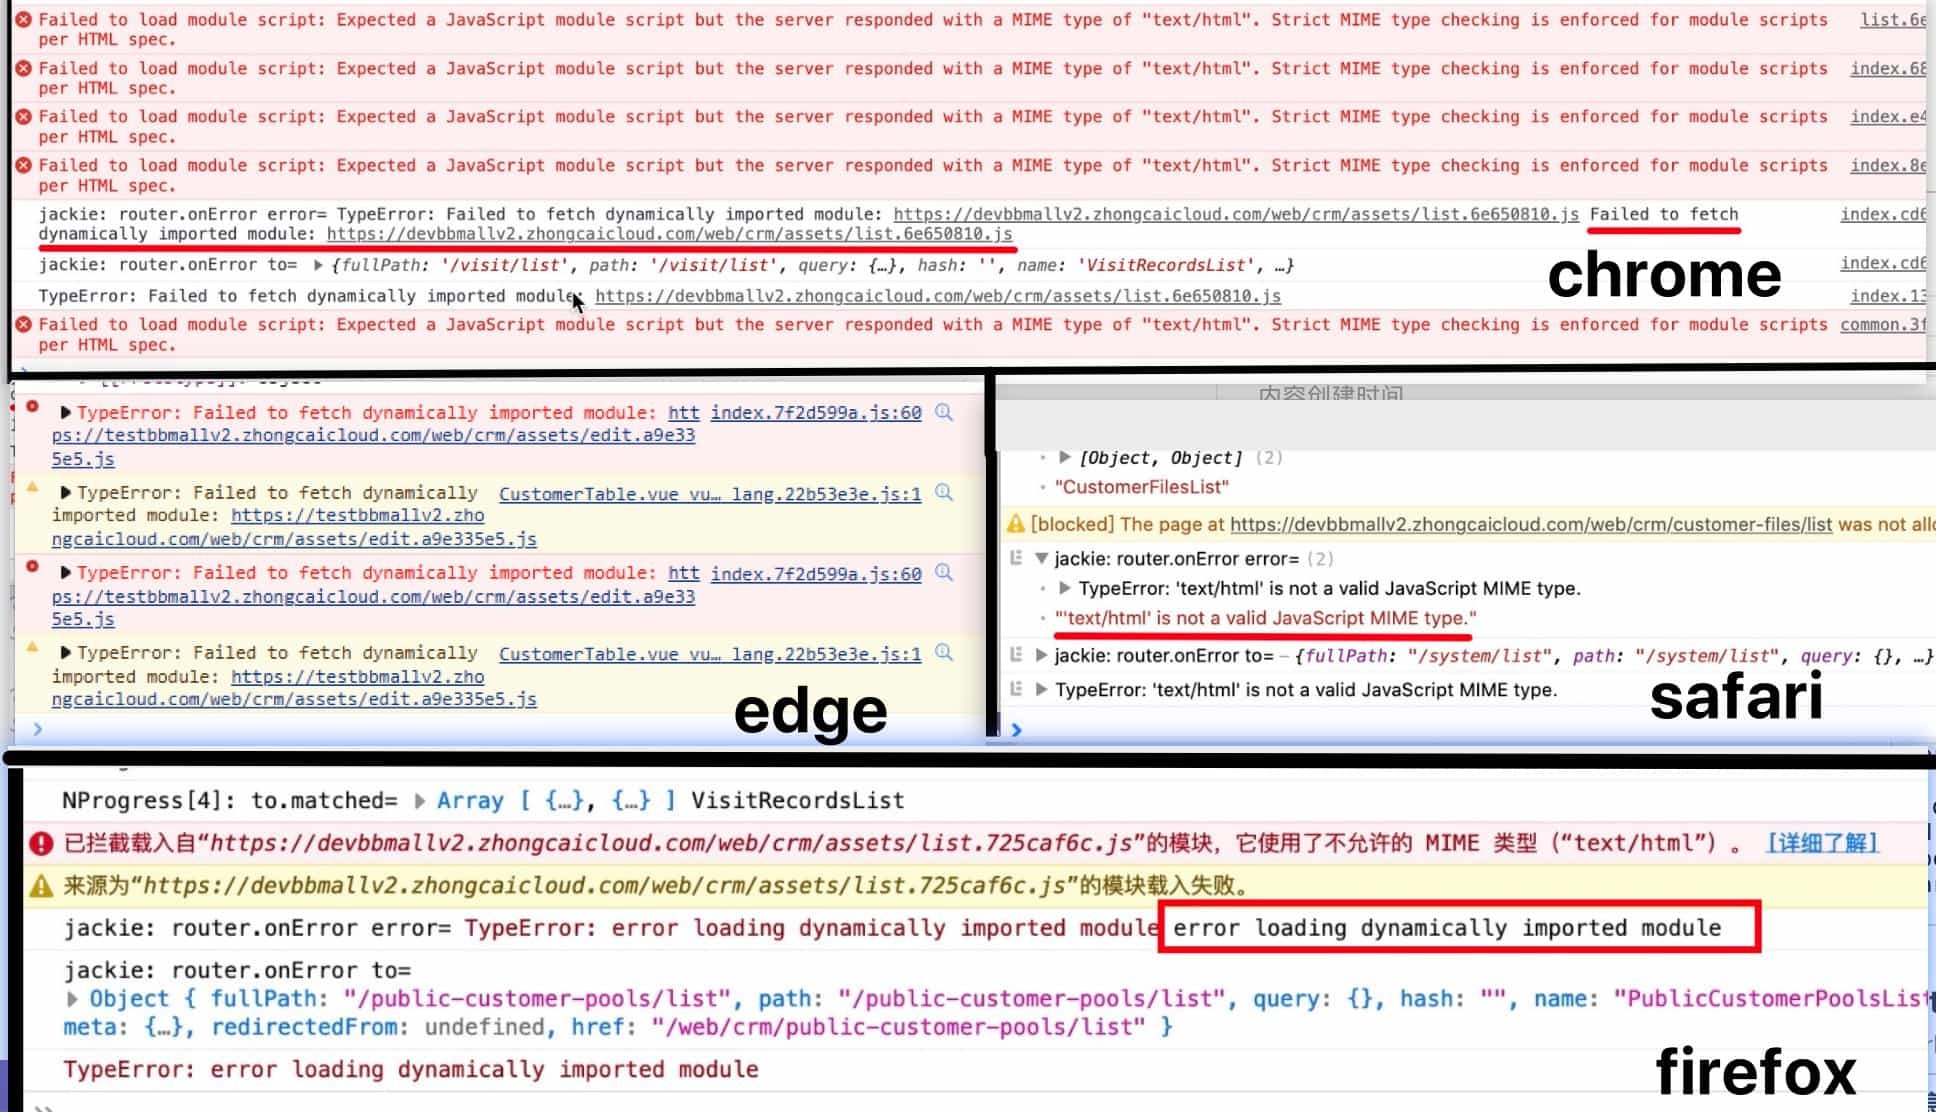 Failed to load module script: Expected a JavaScript module script but the server responded with a MIME type of "text/html". Strict MIME type checking is enforced for module scripts list.6e
per HTML spec.
Failed to load module script: Expected a JavaScript module script but the server responded with a MIME type of "text/html". Strict MIME type checking is enforced for module scripts index.68
per HTML spec.
Failed to load module script: Expected a JavaScript module script but the server responded with a MIME type of "text/html". Strict MIME type checking is enforced for module scripts index.e4
per HTML spec.
Failed to load module script: Expected a JavaScript module script but the server responded with a MIME type of "text/html". Strict MIME type checking is enforced for module scripts index.8e
per HTML spec.
jackie: router.onError error= TypeError: Failed to fetch dynamically imported module: https://devbbmallv2.zhongcaicloud.com/web/crm/assets/list.6e650810.js Failed to fetch index.cd6
dynamically imported module: https://devbbmallv2.zhongcaicloud.com/web/crm/assets/list.6e650810.js
jackie: router.onError to= ▶ {fullPath: '/visit/list', path: '/visit/list', query: {…}, hash: '', name: 'VisitRecordsList', …} index.cd6
chrome
TypeError: Failed to fetch dynamically imported module: https://devbbmallv2.zhongcaicloud.com/web/crm/assets/list.6e650810.js index.13
Failed to load module script: Expected a JavaScript module script but the server responded with a MIME type of "text/html". Strict MIME type checking is enforced for module scripts common.3f
per HTML spec.
▶ TypeError: Failed to fetch dynamically imported module: htt index.7f2d599a.js:60
ps://testbbmallv2.zhongcaicloud.com/web/crm/assets/edit.a9e33
5e5.js
▶ TypeError: Failed to fetch dynamically CustomerTable.vue_vu… lang.22b53e3e.js:1
imported module: https://testbbmallv2.zho
ngcaicloud.com/web/crm/assets/edit.a9e335e5.js
▶ TypeError: Failed to fetch dynamically imported module: htt index.7f2d599a.js:60
ps://testbbmallv2.zhongcaicloud.com/web/crm/assets/edit.a9e33
5e5.js
▶ TypeError: Failed to fetch dynamically CustomerTable.vue_vu… lang.22b53e3e.js:1
imported module: https://testbbmallv2.zho
ngcaicloud.com/web/crm/assets/edit.a9e335e5.js
edge
内容创建时间
▶ [Object, Object] (2)
"CustomerFilesList"
[blocked] The page at https://devbbmallv2.zhongcaicloud.com/web/crm/customer-files/list was not allo
▼ jackie: router.onError error= (2)
▶ TypeError: 'text/html' is not a valid JavaScript MIME type.
"'text/html' is not a valid JavaScript MIME type."
▶ jackie: router.onError to= – {fullPath: "/system/list", path: "/system/list", query: {}, …}
▶ TypeError: 'text/html' is not a valid JavaScript MIME type.
safari
NProgress[4]: to.matched= ▶ Array [ {…}, {…} ] VisitRecordsList
已拦截载入自“https://devbbmallv2.zhongcaicloud.com/web/crm/assets/list.725caf6c.js”的模块，它使用了不允许的 MIME 类型（“text/html”）。 [详细了解]
来源为“https://devbbmallv2.zhongcaicloud.com/web/crm/assets/list.725caf6c.js”的模块载入失败。
jackie: router.onError error= TypeError: error loading dynamically imported module error loading dynamically imported module
jackie: router.onError to=
▶ Object { fullPath: "/public-customer-pools/list", path: "/public-customer-pools/list", query: {}, hash: "", name: "PublicCustomerPoolsList
meta: {…}, redirectedFrom: undefined, href: "/web/crm/public-customer-pools/list" }
TypeError: error loading dynamically imported module
firefox